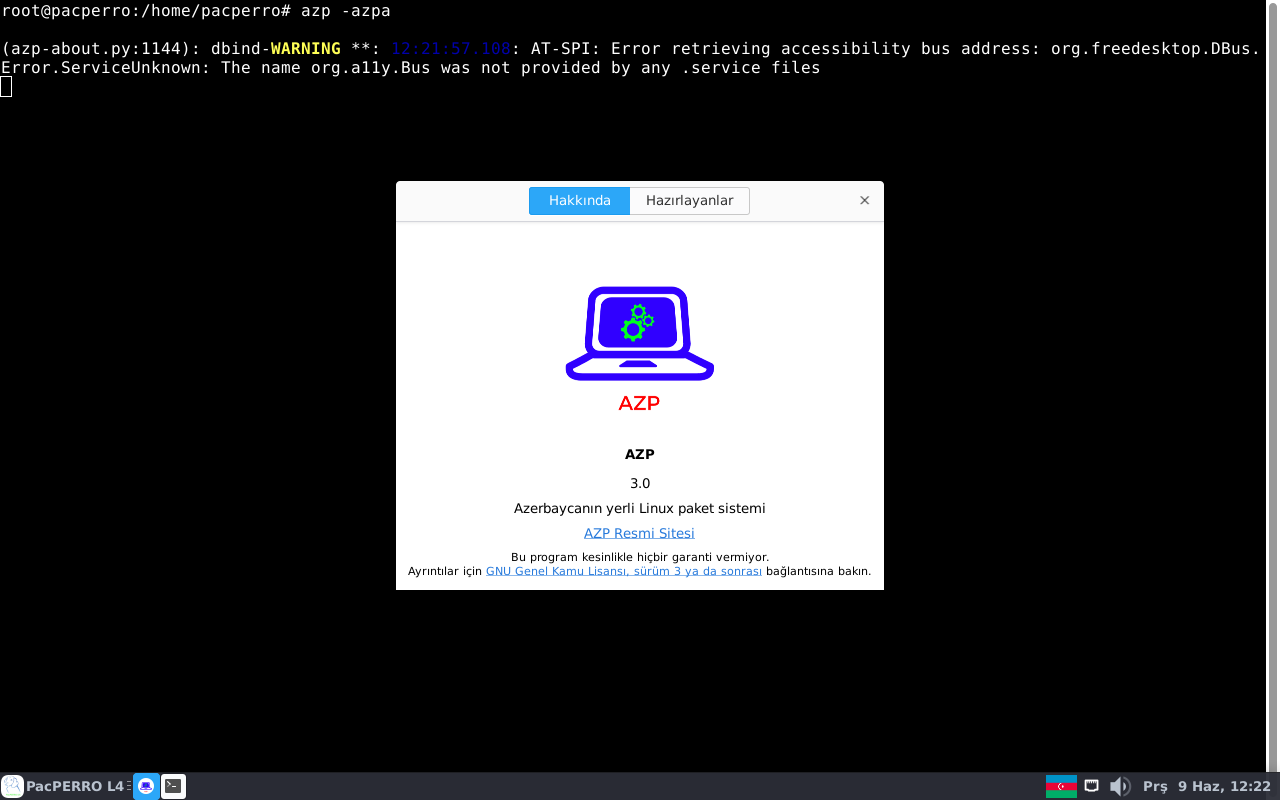 root@pacperro:/home/pacperro# azp -azpa
(azp-about.py:1144): dbind-WARNING **: 12:21:57.108: AT-SPI: Error retrieving accessibility bus address: org.freedesktop.DBus.
Error.ServiceUnknown: The name org.a11y.Bus was not provided by any .service files
Hakkında Hazırlayanlar ×
AZP
AZP
3.0
Azerbaycanın yerli Linux paket sistemi
AZP Resmi Sitesi
Bu program kesinlikle hiçbir garanti vermiyor.
Ayrıntılar için GNU Genel Kamu Lisansı, sürüm 3 ya da sonrası bağlantısına bakın.
PacPERRO L4 Prş 9 Haz, 12:22